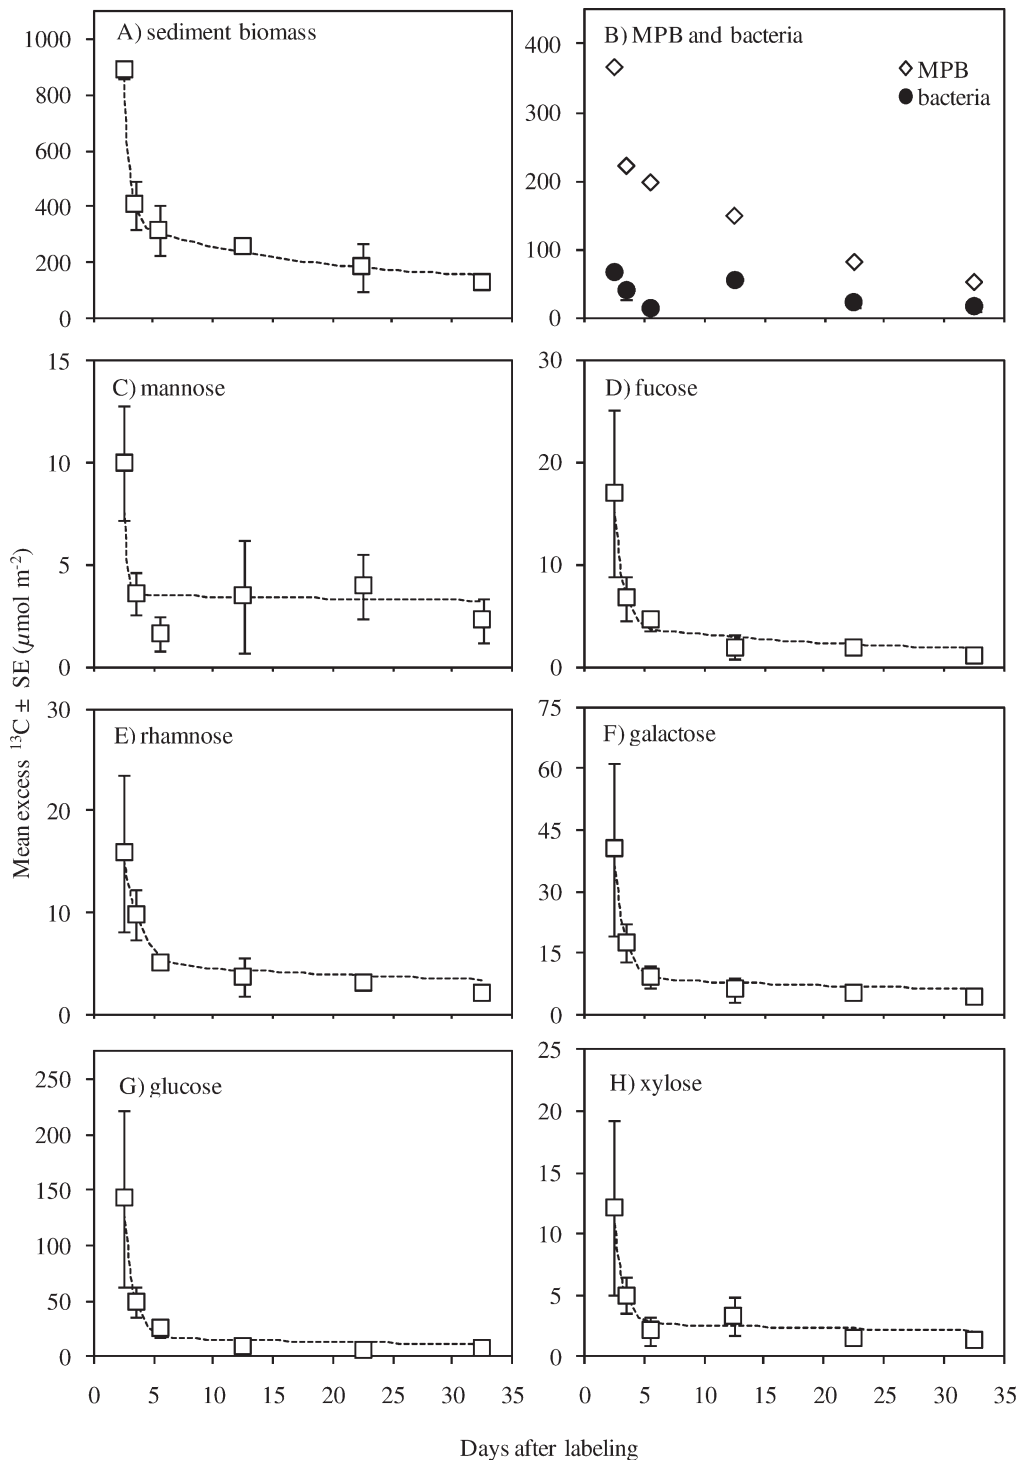 A) sediment biomass
1000
800
600
400
200
0
B) MPB and bacteria
MPB
bacteria
400
300
200
100
0
C) mannose
15
10
5
0
D) fucose
30
20
10
0
E) rhamnose
30
20
10
0
F) galactose
75
60
45
30
15
0
G) glucose
250
200
150
100
50
0
0 5 10 15 20 25 30 35
H) xylose
25
20
15
10
5
0
0 5 10 15 20 25 30 35
Mean excess ¹³C ± SE (µmol m⁻²)
Days after labeling